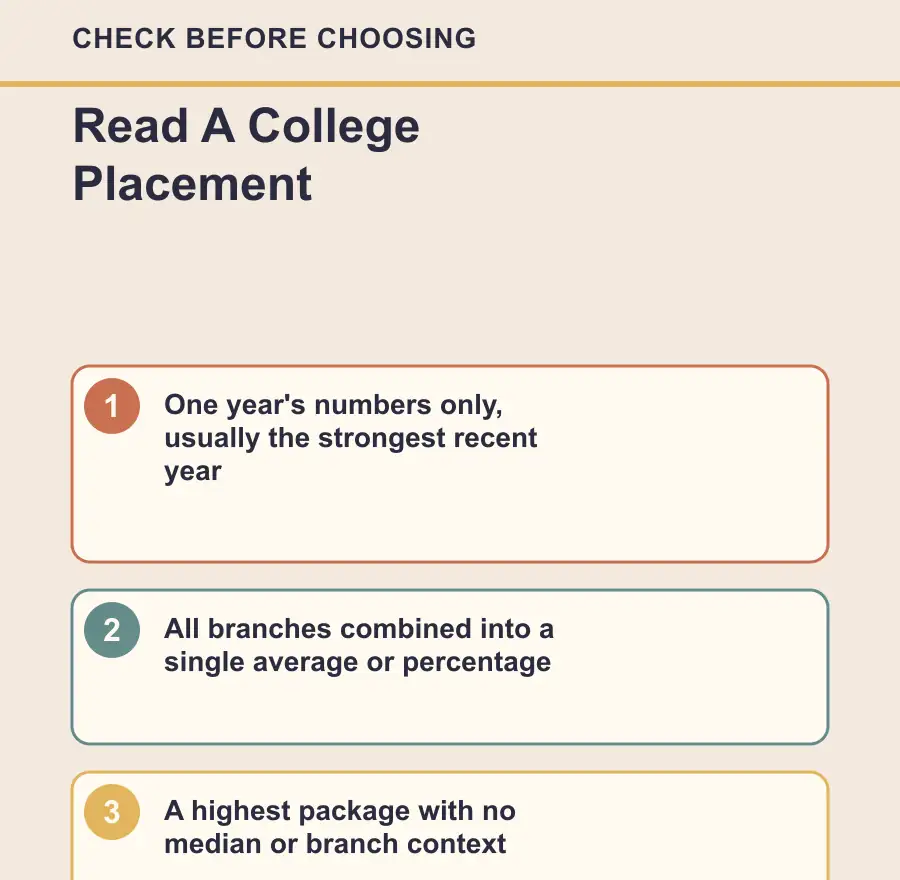 CHECK BEFORE CHOOSING
Read A College
Placement
1
One year's numbers only,
usually the strongest recent
year
2
All branches combined into a
single average or percentage
3
A highest package with no
median or branch context